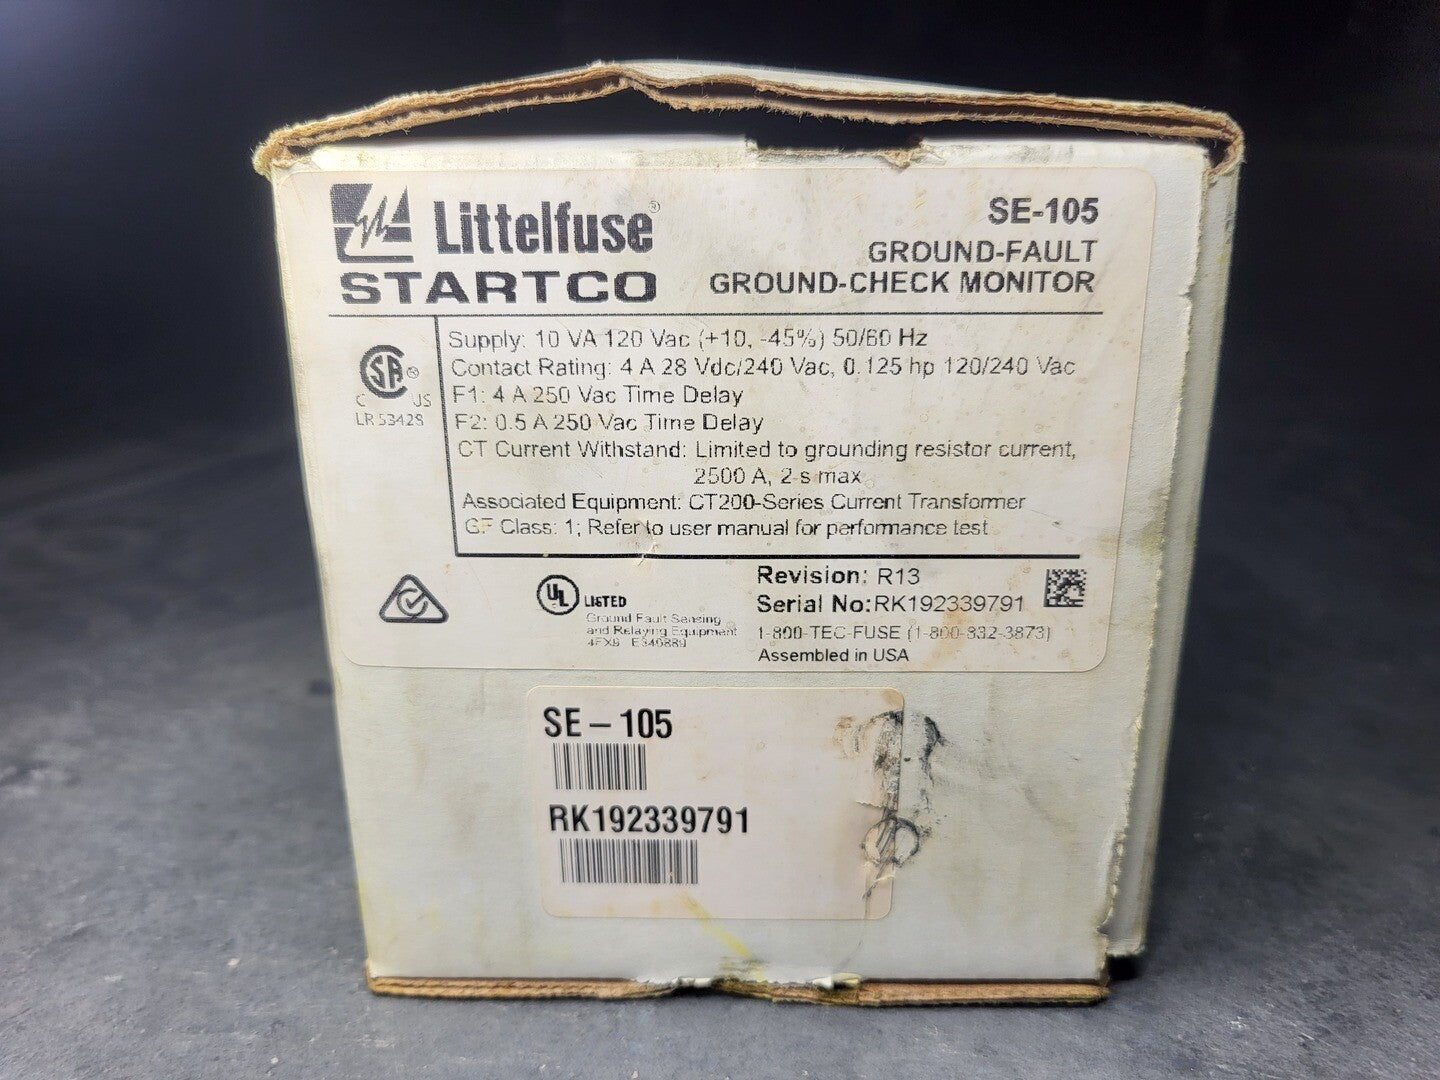 Littelfuse®
STARTCO
SE-105
GROUND-FAULT
GROUND-CHECK MONITOR
Supply: 10 VA 120 Vac (+10, -45%) 50/60 Hz
Contact Rating: 4 A 28 Vdc/240 Vac, 0.125 hp 120/240 Vac
F1: 4 A 250 Vac Time Delay
F2: 0.5 A 250 Vac Time Delay
CT Current Withstand: Limited to grounding resistor current,
2500 A, 2-s max
Associated Equipment: CT200-Series Current Transformer
GF Class: 1; Refer to user manual for performance test
C SA® US
LR 53428
UL LISTED
Ground Fault Sensing
and Relaying Equipment
4FX8 E340889
Revision: R13
Serial No:RK192339791
1-800-TEC-FUSE (1-800-832-3873)
Assembled in USA
SE-105
RK192339791